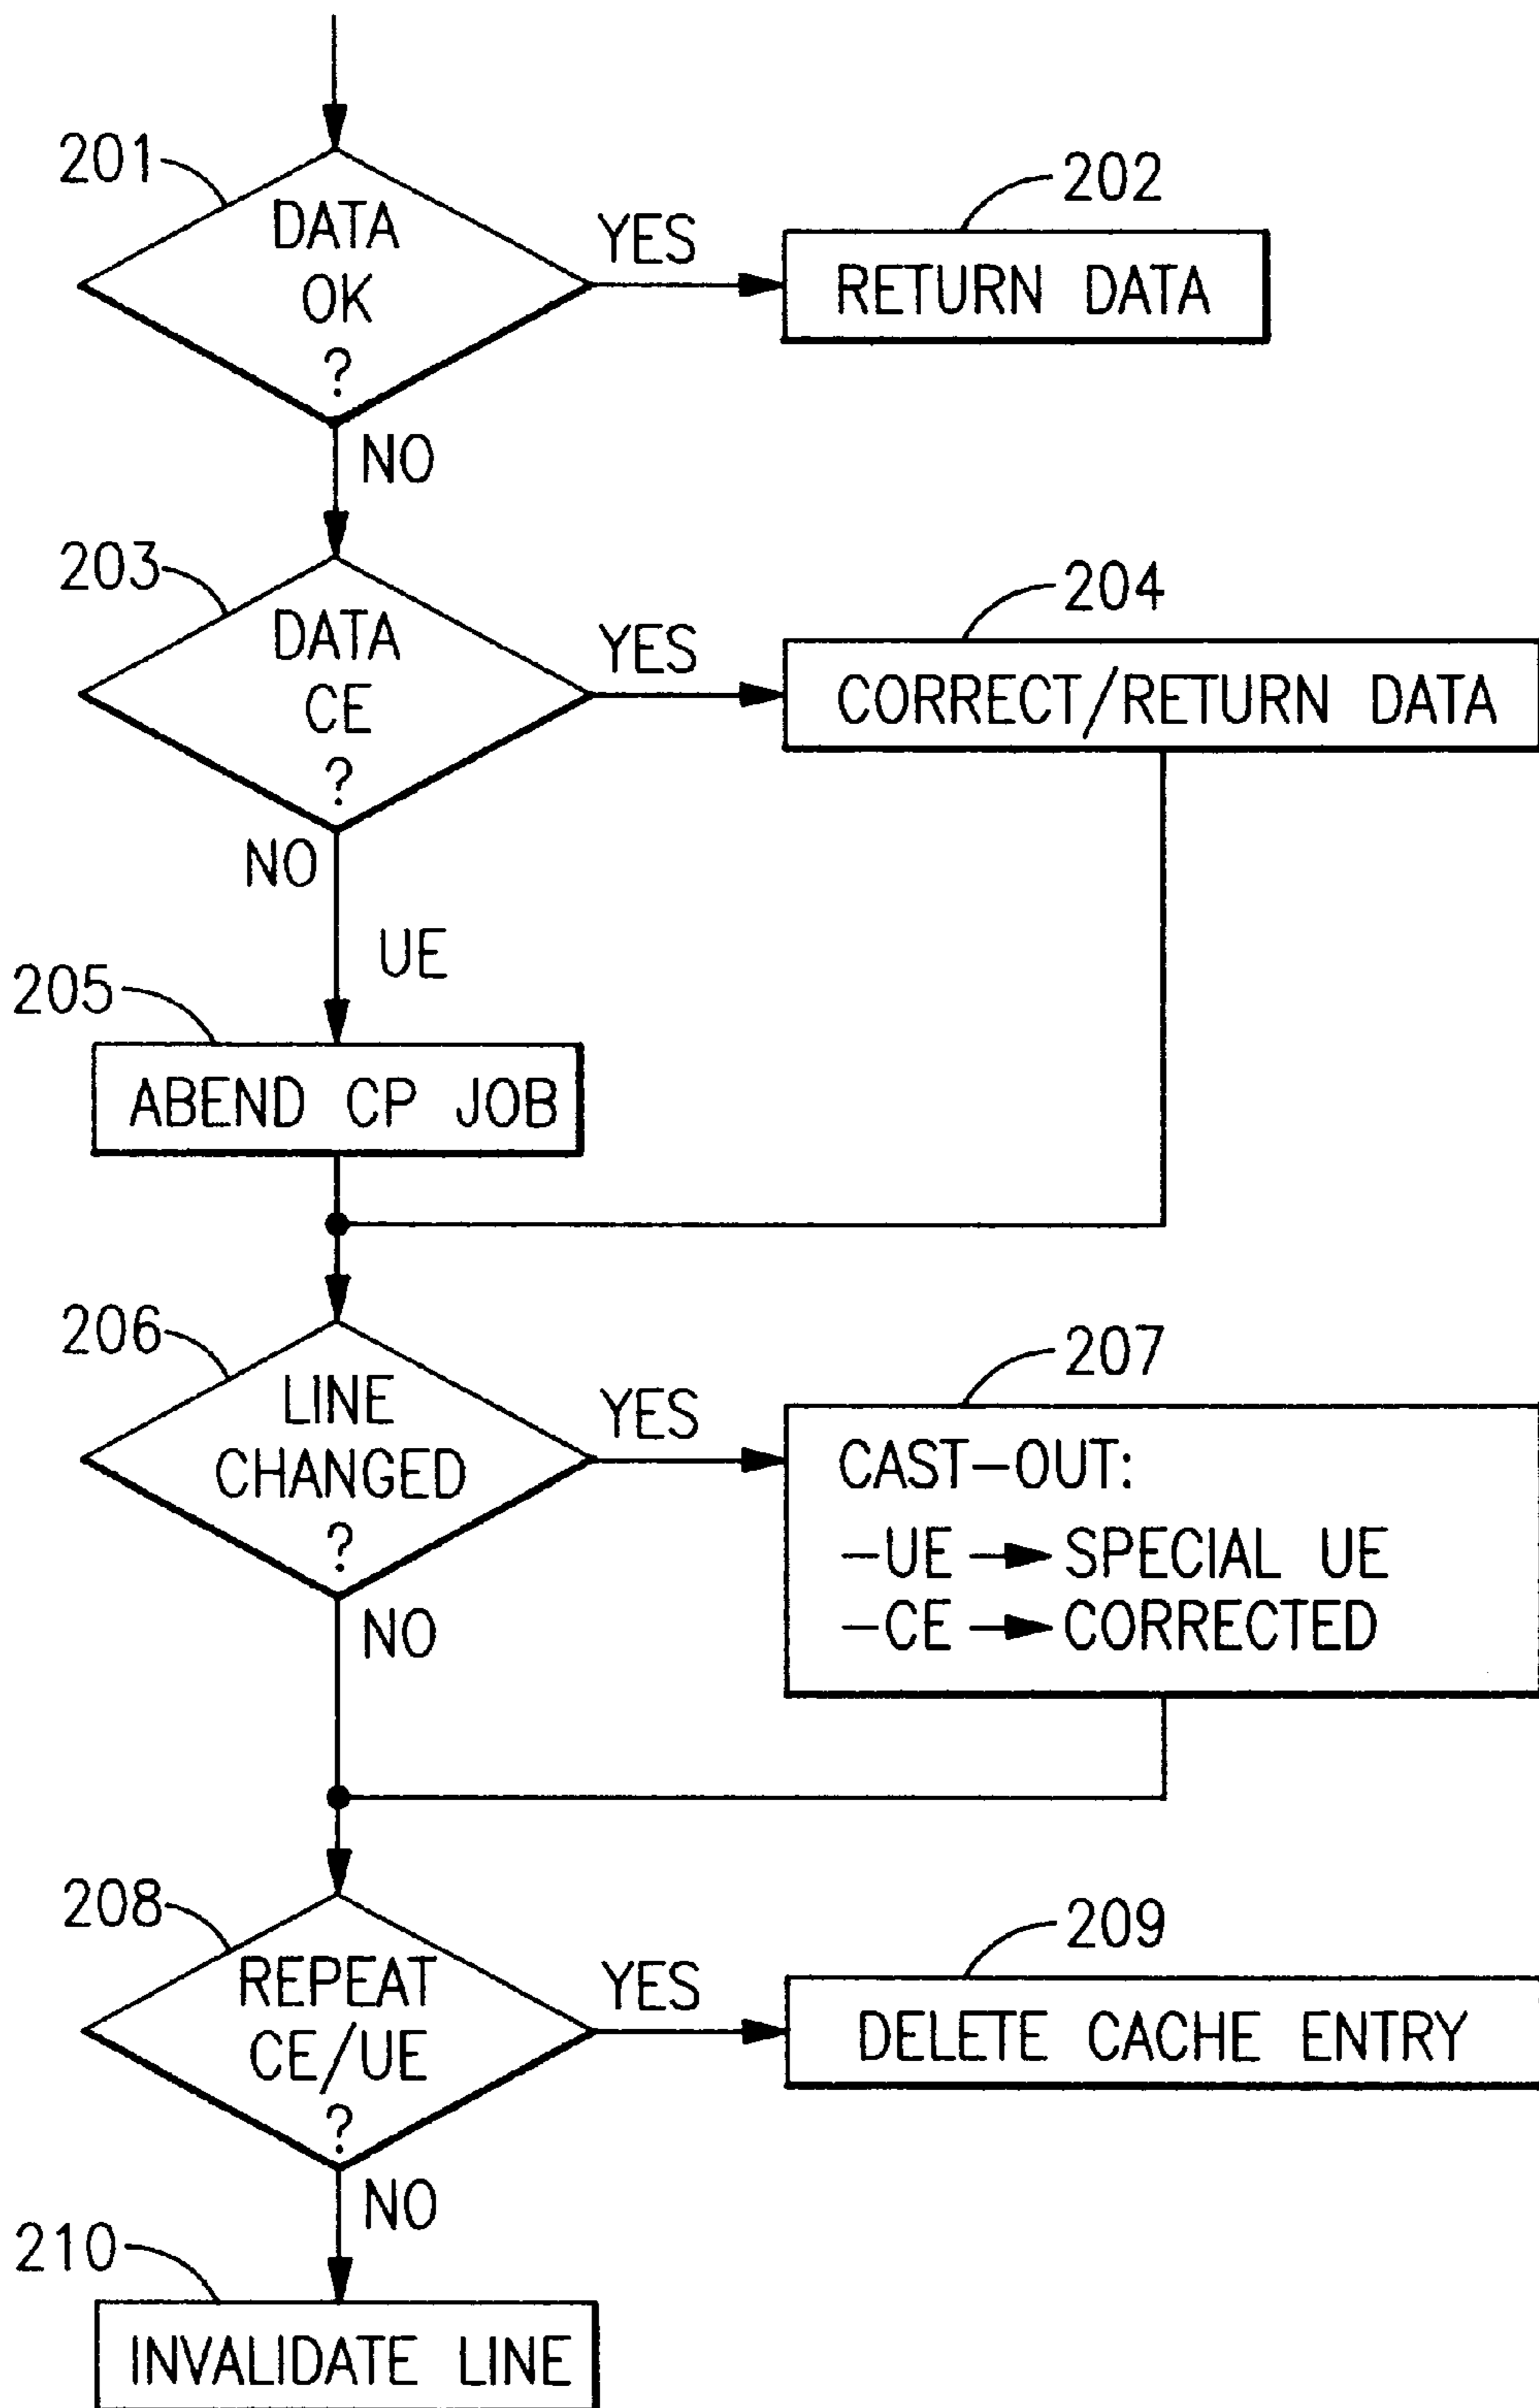 201
DATA
OK
?
YES
202
RETURN DATA
NO
203
DATA
CE
?
YES
204
CORRECT/RETURN DATA
NO
UE
205
ABEND CP JOB
206
LINE
CHANGED
?
YES
207
CAST-OUT:
-UE → SPECIAL UE
-CE → CORRECTED
NO
208
REPEAT
CE/UE
?
YES
209
DELETE CACHE ENTRY
NO
210
INVALIDATE LINE